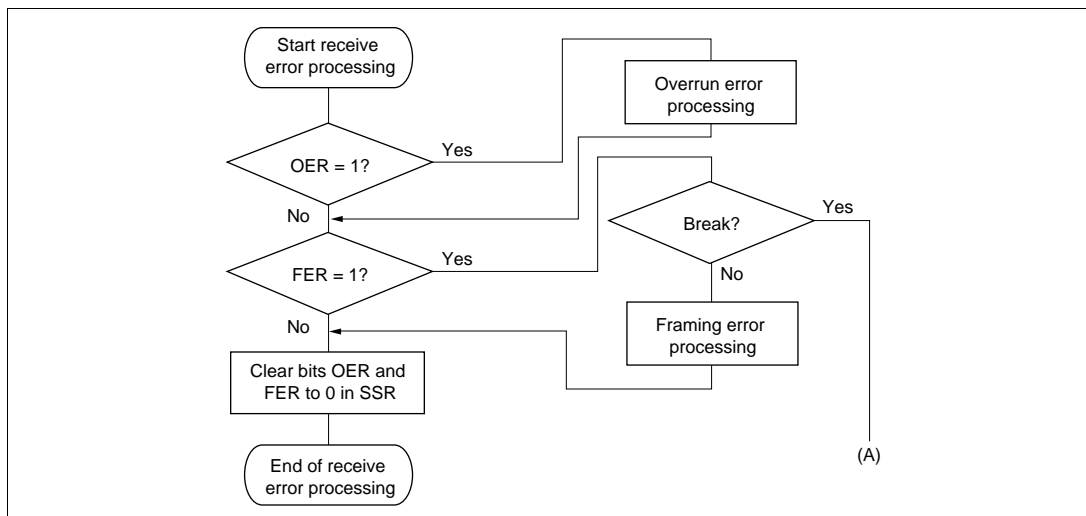 Start receive
error processing
OER = 1?
Yes
No
Overrun error
processing
FER = 1?
Yes
No
Break?
Yes
No
Framing error
processing
Clear bits OER and
FER to 0 in SSR
End of receive
error processing
(A)